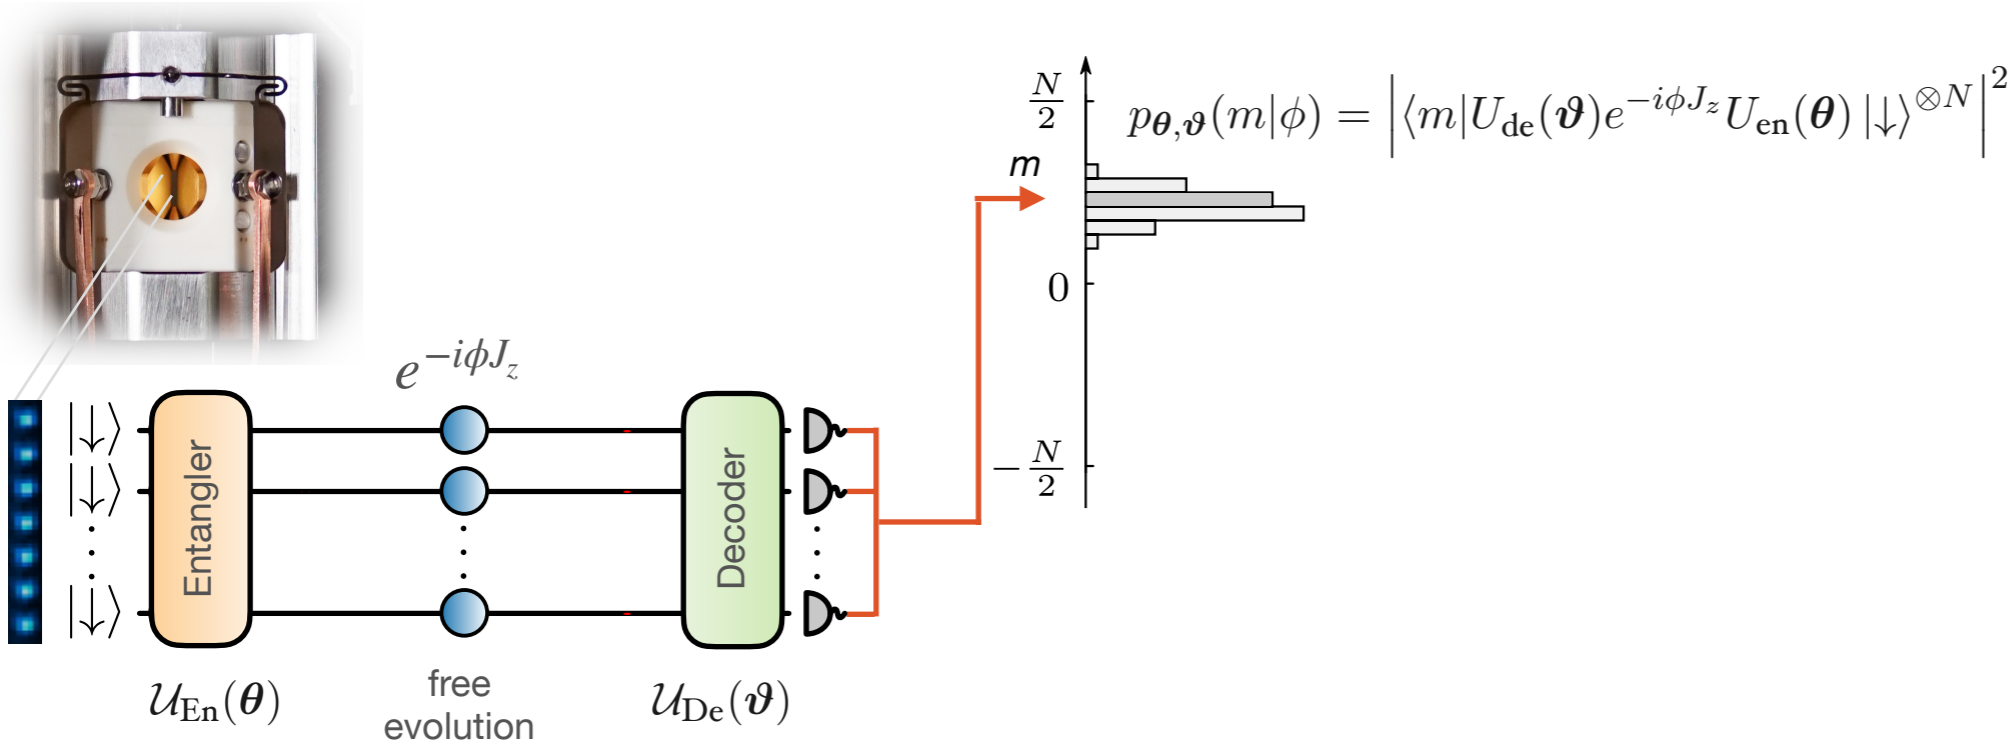 N/2
p_{θ,ϑ}(m|ϕ) = |⟨m|U_de(ϑ)e^{−iϕJ_z}U_en(θ)|↓⟩^{⊗N}|²
m
0
−N/2
e^{−iϕJ_z}
|↓⟩
|↓⟩
⋮
|↓⟩
Entangler
Decoder
𝒰_En(θ)
free
evolution
𝒰_De(ϑ)